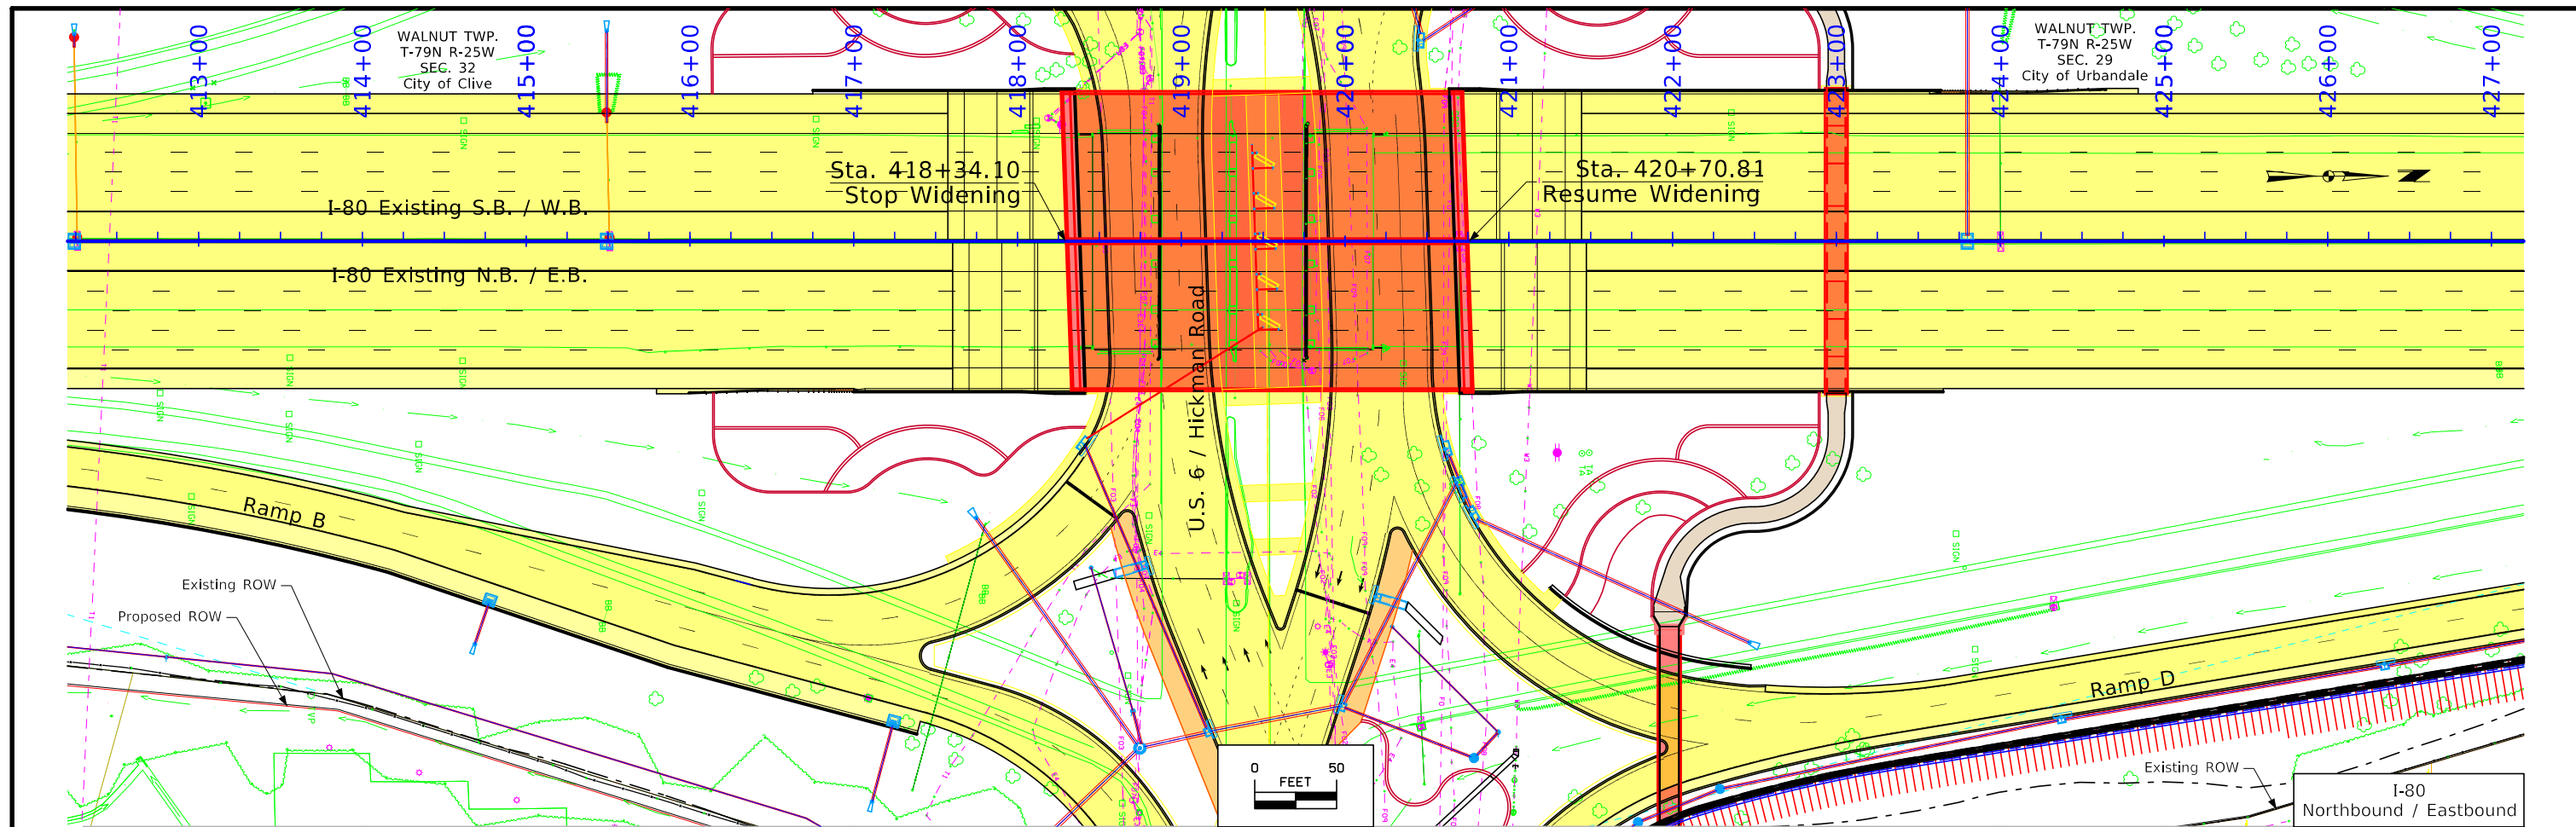 WALNUT TWP.
T-79N R-25W
SEC. 32
City of Clive
WALNUT TWP.
T-79N R-25W
SEC. 29
City of Urbandale
413+00
414+00
415+00
416+00
417+00
418+00
419+00
420+00
421+00
422+00
423+00
424+00
425+00
426+00
427+00
Sta. 418+34.10
Stop Widening
Sta. 420+70.81
Resume Widening
I-80 Existing S.B. / W.B.
I-80 Existing N.B. / E.B.
U.S. 6 / Hickman Road
Ramp B
Existing ROW
Proposed ROW
Ramp D
Existing ROW
0 50
FEET
I-80
Northbound / Eastbound